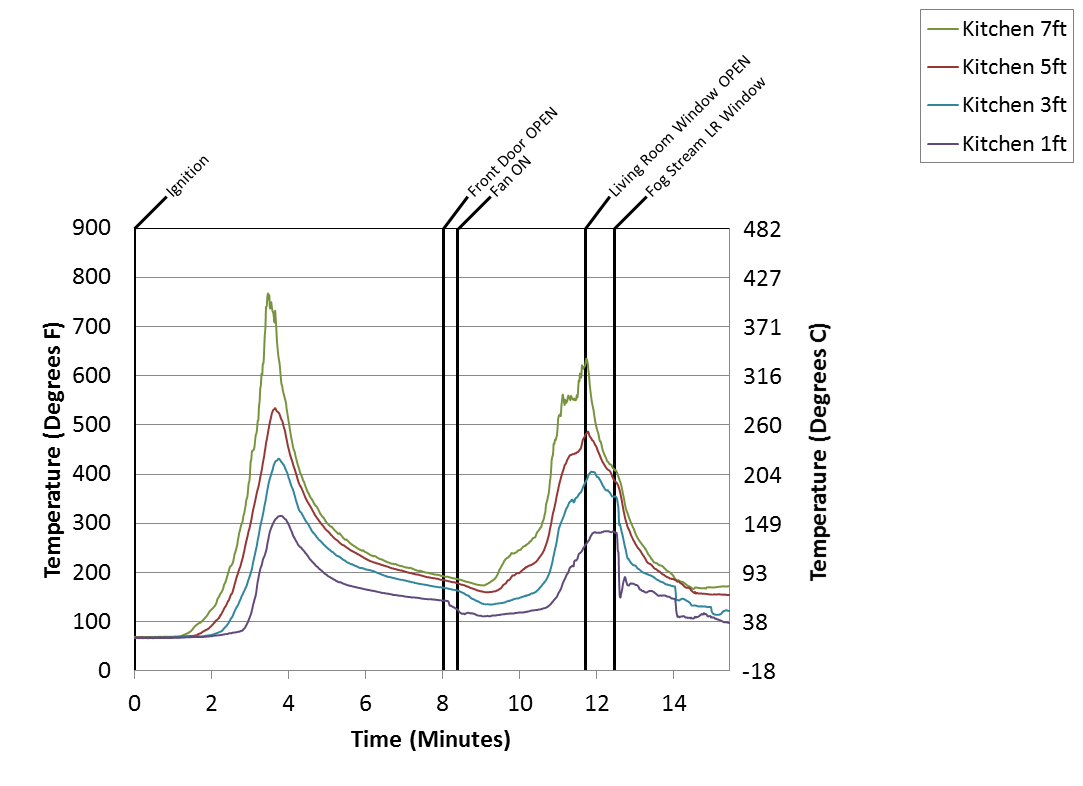 Kitchen 7ft
Kitchen 5ft
Kitchen 3ft
Kitchen 1ft
Ignition
Front Door OPEN
Fan ON
Living Room Window OPEN
Fog Stream LR Window
Temperature (Degrees F)
900
800
700
600
500
400
300
200
100
0
482
427
371
316
260
204
149
93
38
-18
Temperature (Degrees C)
0 2 4 6 8 10 12 14
Time (Minutes)